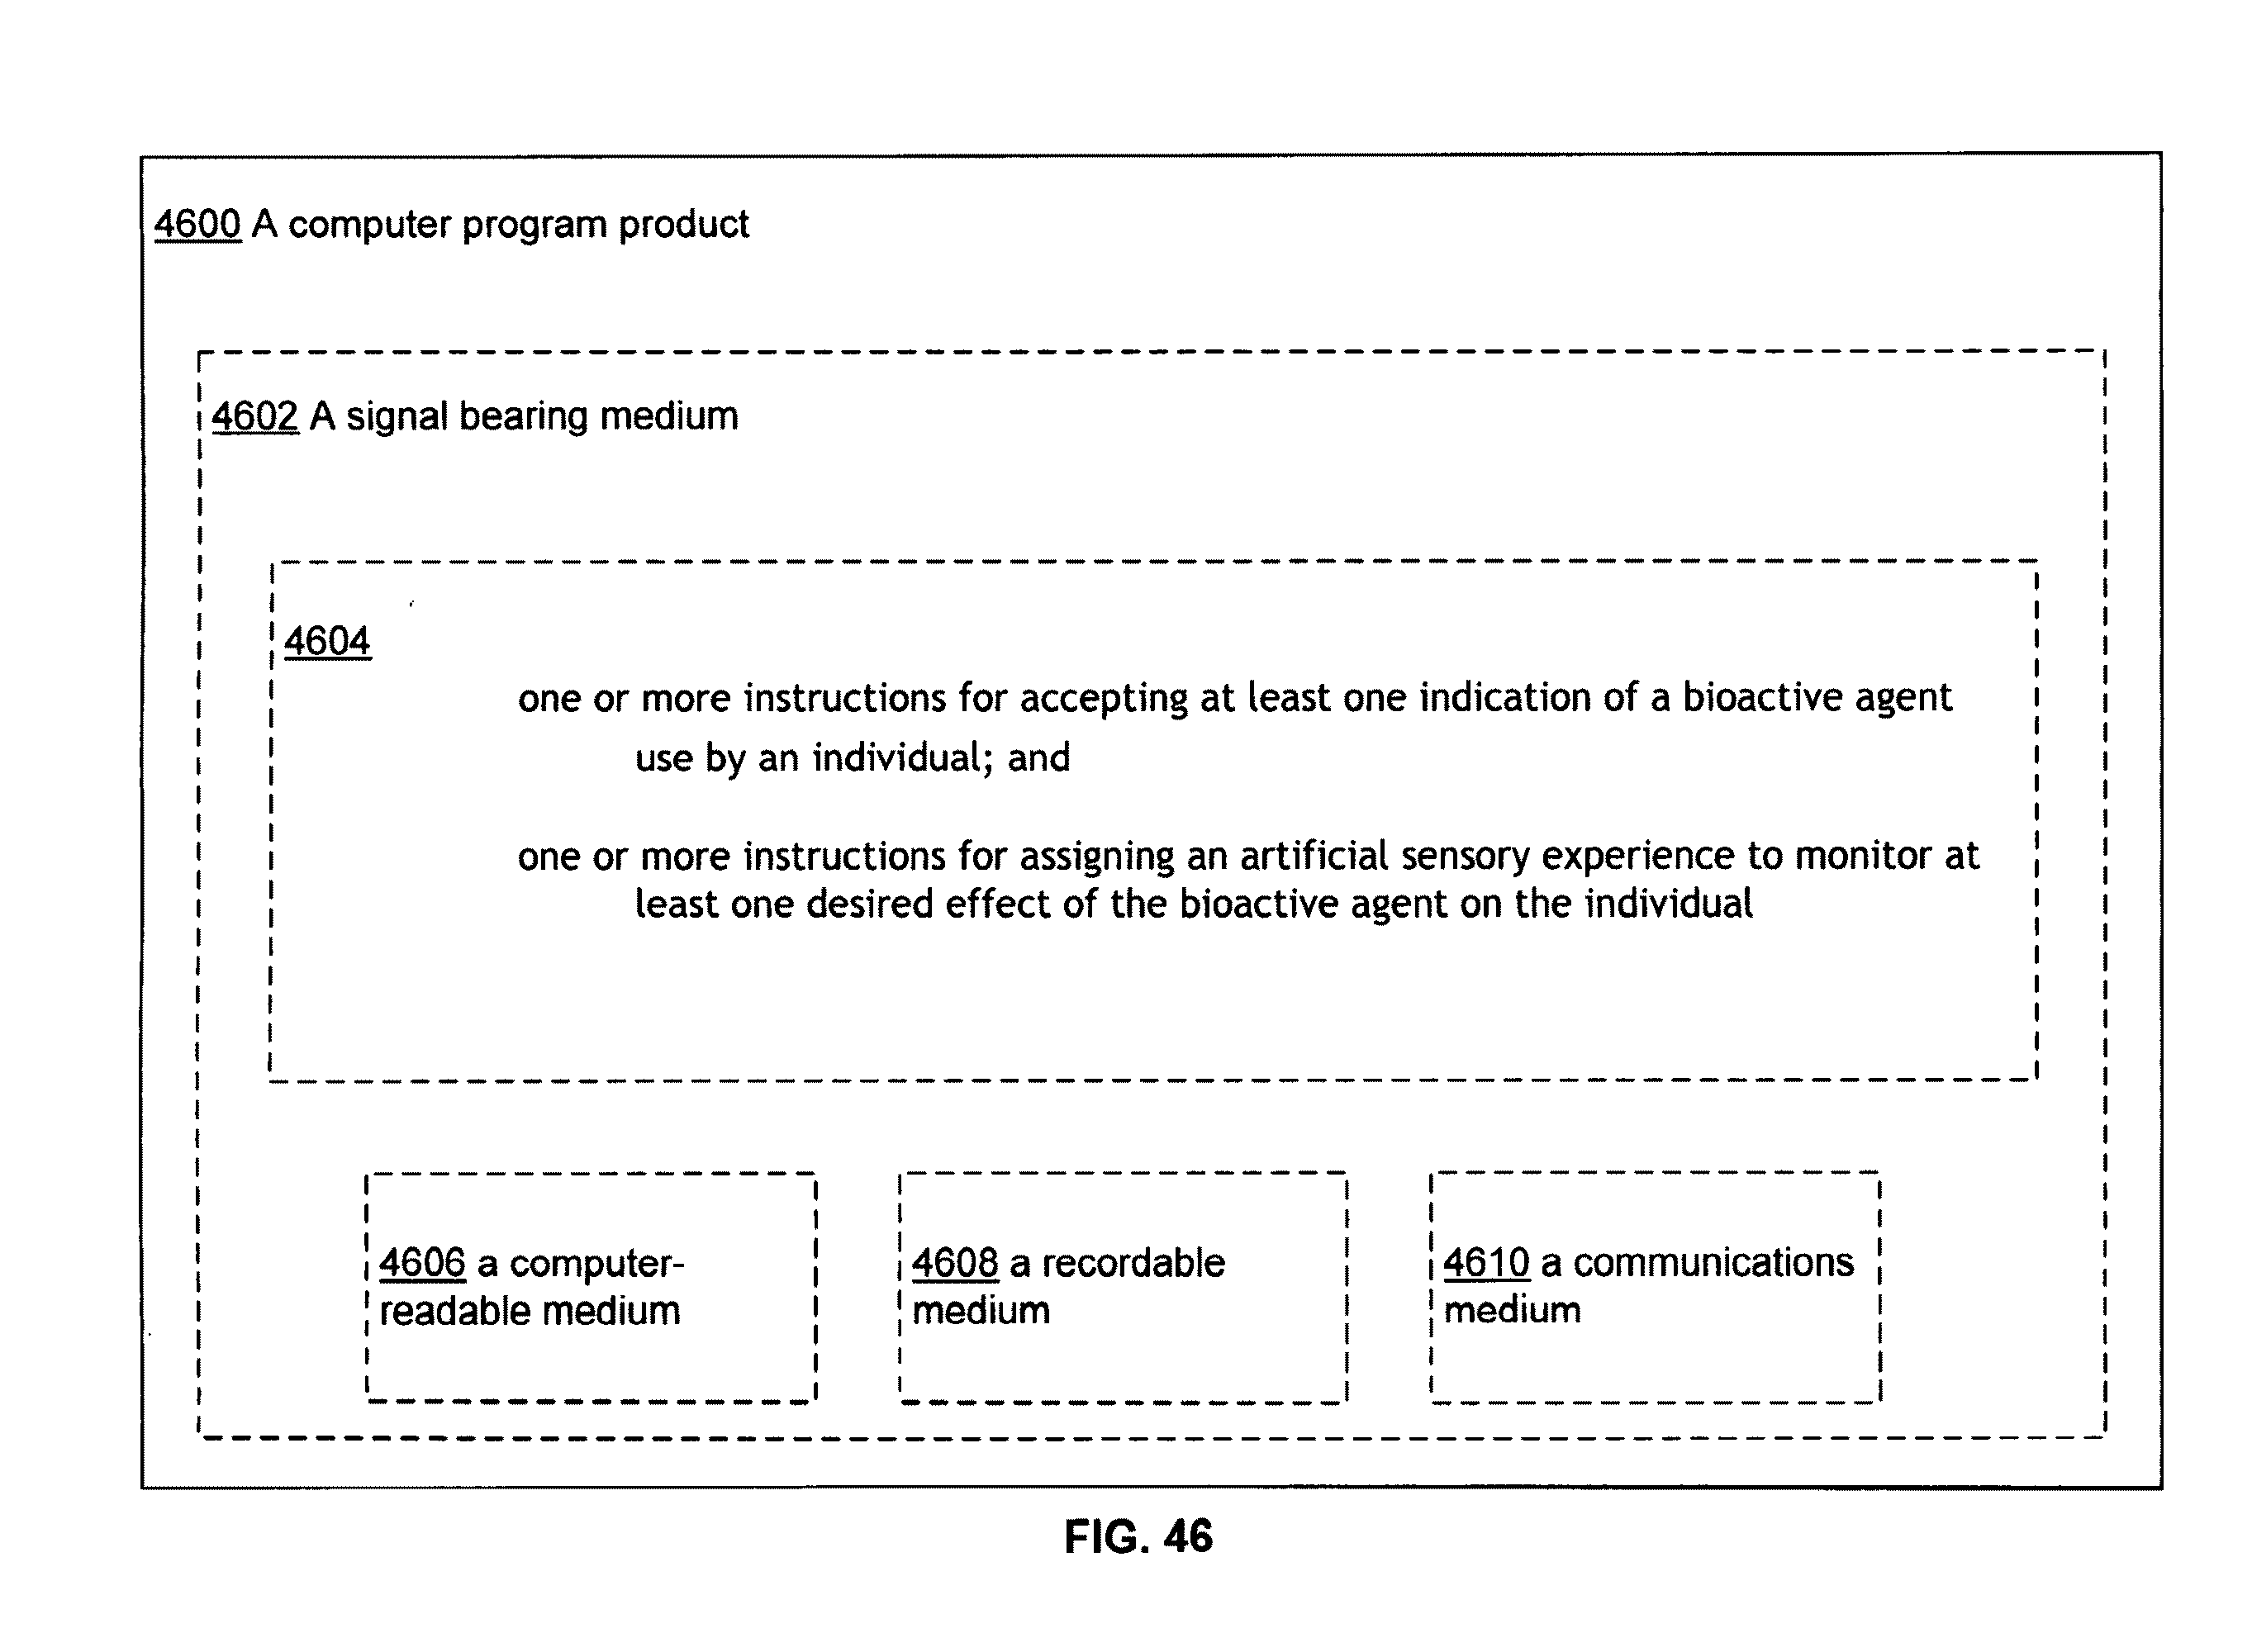 4600 A computer program product
4602 A signal bearing medium
4604
one or more instructions for accepting at least one indication of a bioactive agent
use by an individual; and
one or more instructions for assigning an artificial sensory experience to monitor at
least one desired effect of the bioactive agent on the individual
4606 a computer-
readable medium
4608 a recordable
medium
4610 a communications
medium
FIG. 46